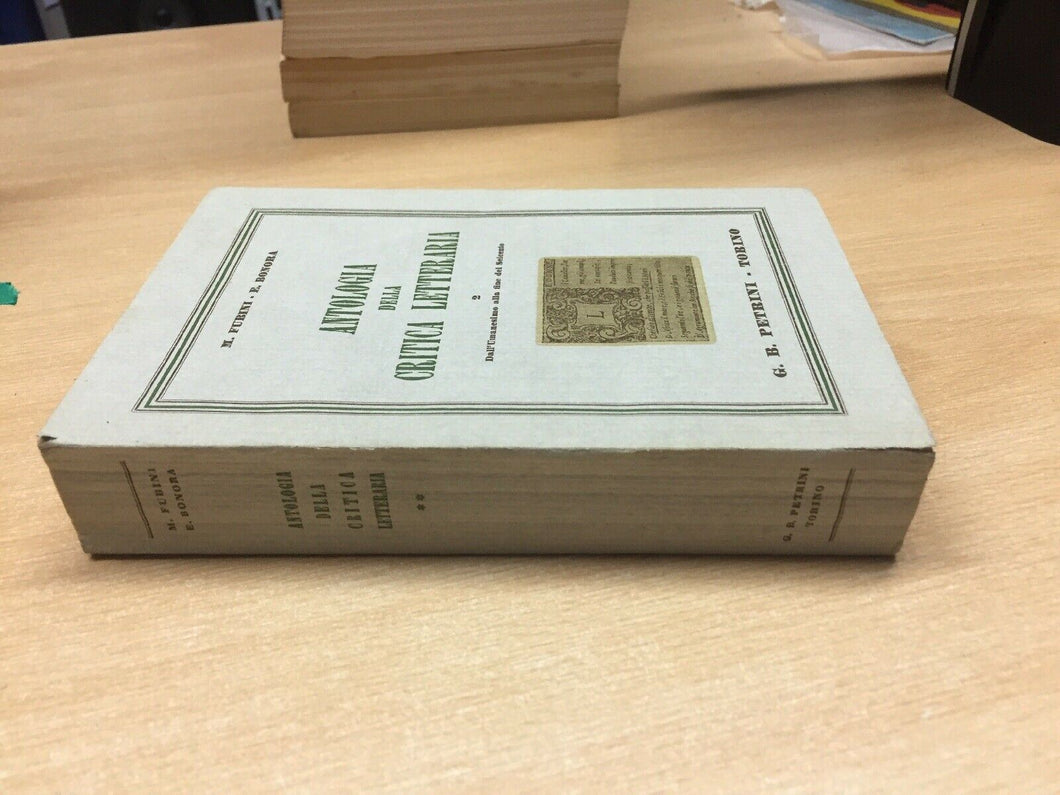 M. FUBINI - E. BONORA
ANTOLOGIA
DELLA
CRITICA LETTERARIA
2
Dall'Umanesimo alla fine del Seicento
L
G. B. PETRINI - TORINO
M. FUBINI
E. BONORA
ANTOLOGIA
DELLA
CRITICA
LETTERARIA
**
G. B. PETRINI
TORINO